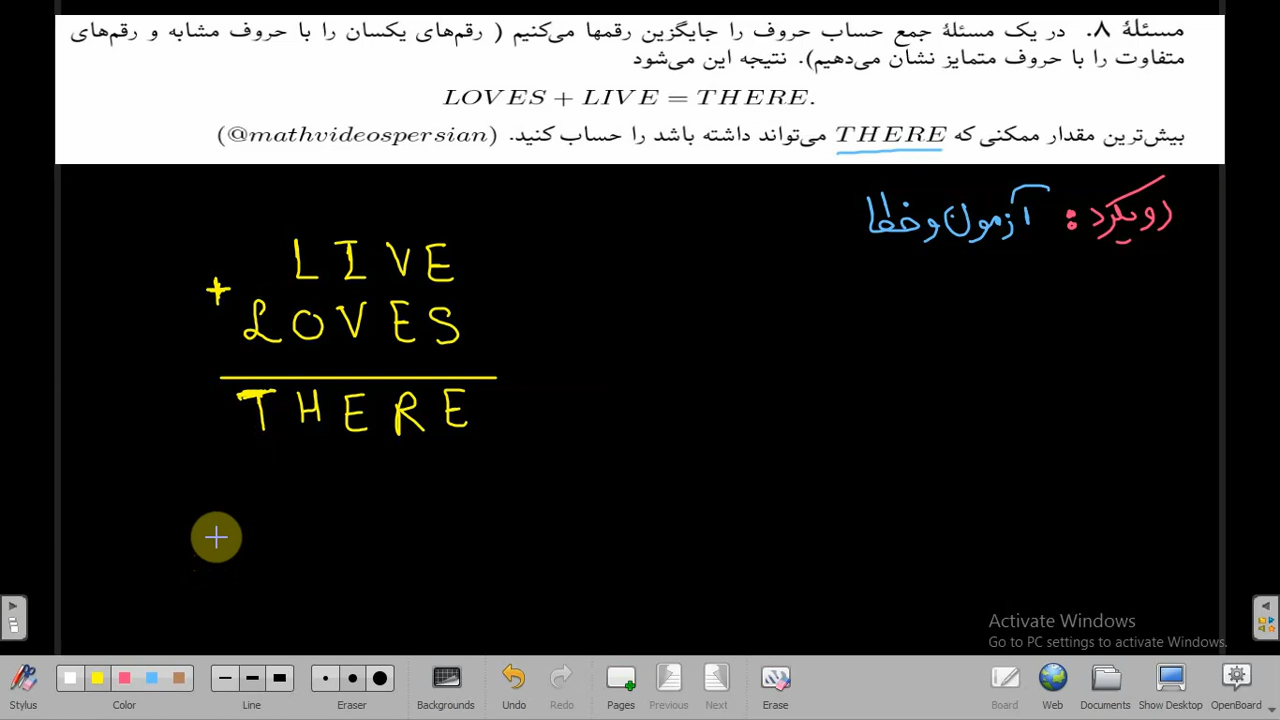 مسئلهٔ ۸. در یک مسئلهٔ جمع حساب حروف را جایگزین رقمها می‌کنیم ( رقم‌های یکسان را با حروف مشابه و رقم‌های
متفاوت را با حروف متمایز نشان می‌دهیم). نتیجه این می‌شود
LOVES + LIVE = THERE.
بیش‌ترین مقدار ممکنی که THERE می‌تواند داشته باشد را حساب کنید. (@mathvideospersian)
رویکرد : آزمون و خطا
L I V E
+
L O V E S
T H E R E
Activate Windows
Go to PC settings to activate Windows.
Stylus Color Line Eraser Backgrounds Undo Redo Pages Previous Next Erase Board Web Documents Show Desktop OpenBoard